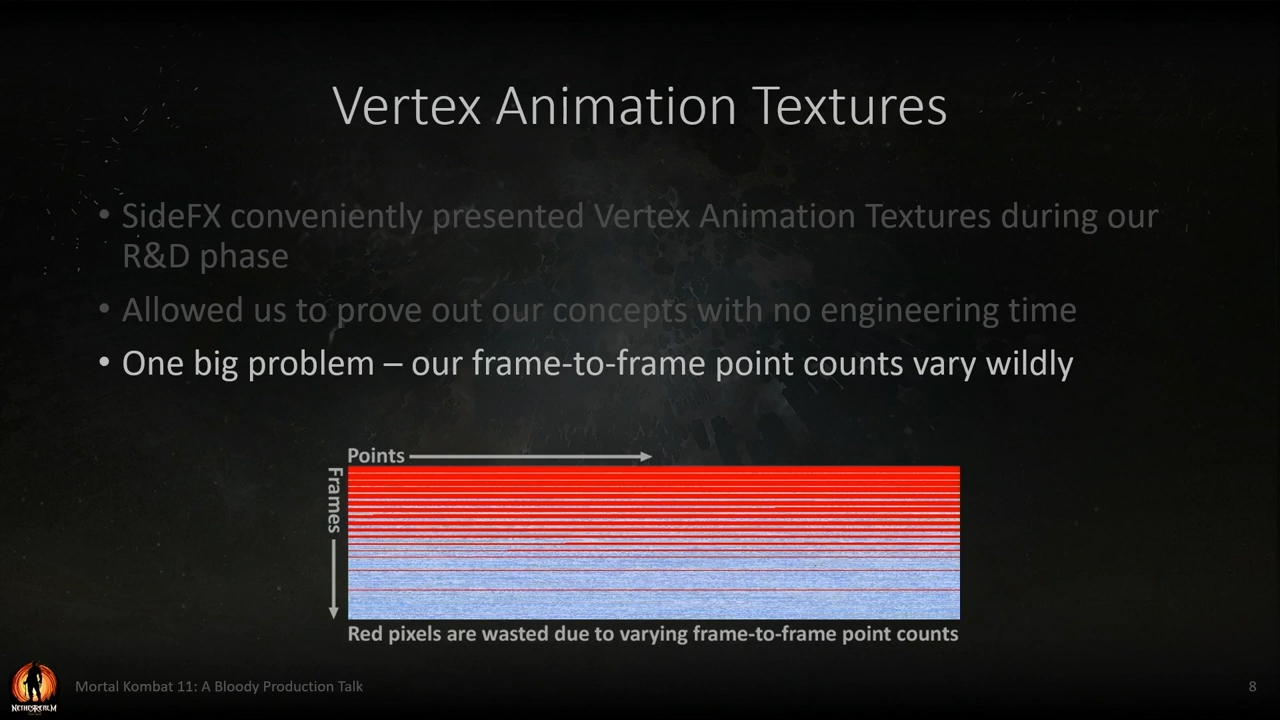 Vertex Animation Textures
• SideFX conveniently presented Vertex Animation Textures during our
R&D phase
• Allowed us to prove out our concepts with no engineering time
• One big problem – our frame-to-frame point counts vary wildly
Points
Frames
Red pixels are wasted due to varying frame-to-frame point counts
NETHERREALM
Mortal Kombat 11: A Bloody Production Talk
8